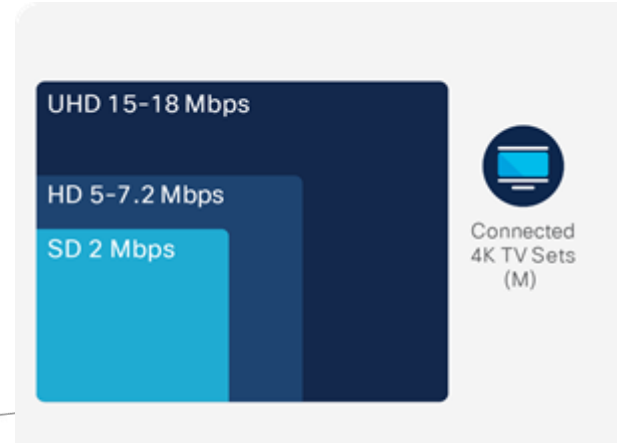 UHD 15-18 Mbps
HD 5-7.2 Mbps
SD 2 Mbps
Connected
4K TV Sets
(M)